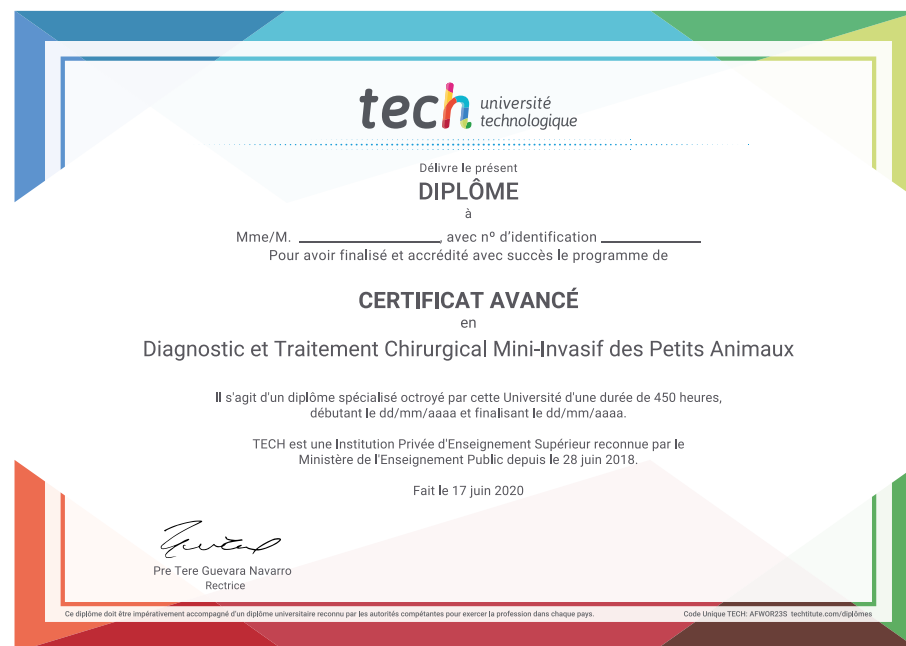 tech université
technologique
Délivre le présent
DIPLÔME
à
Mme/M. ____________________, avec nº d'identification ______________
Pour avoir finalisé et accrédité avec succès le programme de
CERTIFICAT AVANCÉ
en
Diagnostic et Traitement Chirurgical Mini-Invasif des Petits Animaux
Il s'agit d'un diplôme spécialisé octroyé par cette Université d'une durée de 450 heures,
débutant le dd/mm/aaaa et finalisant le dd/mm/aaaa.
TECH est une Institution Privée d'Enseignement Supérieur reconnue par le
Ministère de l'Enseignement Public depuis le 28 juin 2018.
Fait le 17 juin 2020
Pre Tere Guevara Navarro
Rectrice
Ce diplôme doit être impérativement accompagné d'un diplôme universitaire reconnu par les autorités compétentes pour exercer la profession dans chaque pays.
Code Unique TECH: AFWOR23S techtitute.com/diplômes